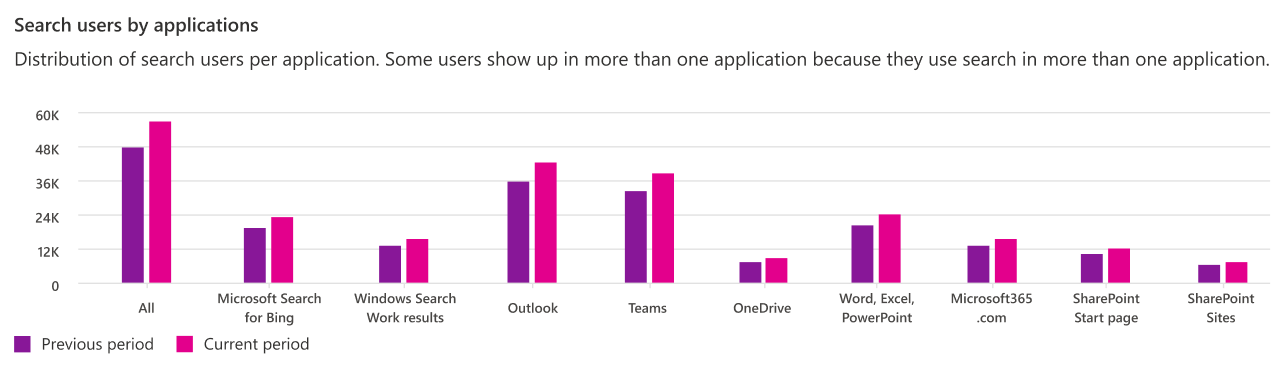 Search users by applications
Distribution of search users per application. Some users show up in more than one application because they use search in more than one application.
60K
48K
36K
24K
12K
0
All
Microsoft Search
for Bing
Windows Search
Work results
Outlook
Teams
OneDrive
Word, Excel,
PowerPoint
Microsoft365
.com
SharePoint
Start page
SharePoint
Sites
Previous period
Current period